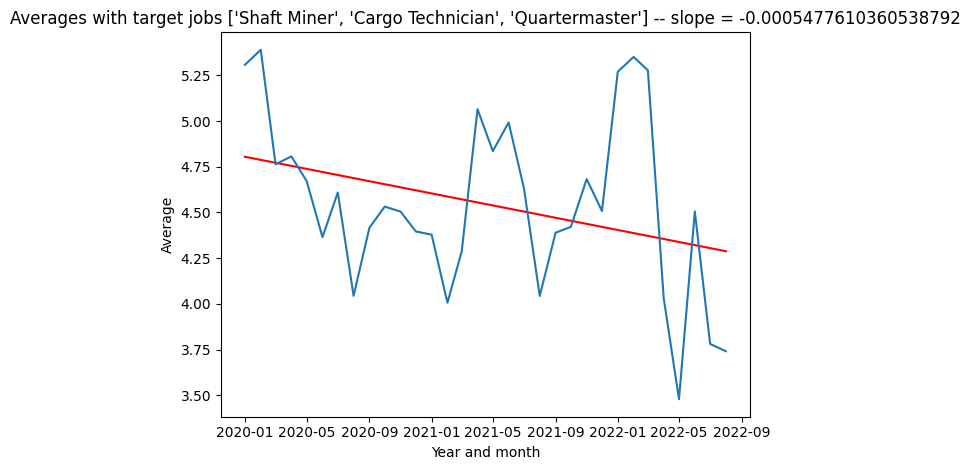 Averages with target jobs ['Shaft Miner', 'Cargo Technician', 'Quartermaster'] -- slope = -0.0005477610360538792
Average
5.25
5.00
4.75
4.50
4.25
4.00
3.75
3.50
2020-01 2020-05 2020-09 2021-01 2021-05 2021-09 2022-01 2022-05 2022-09
Year and month